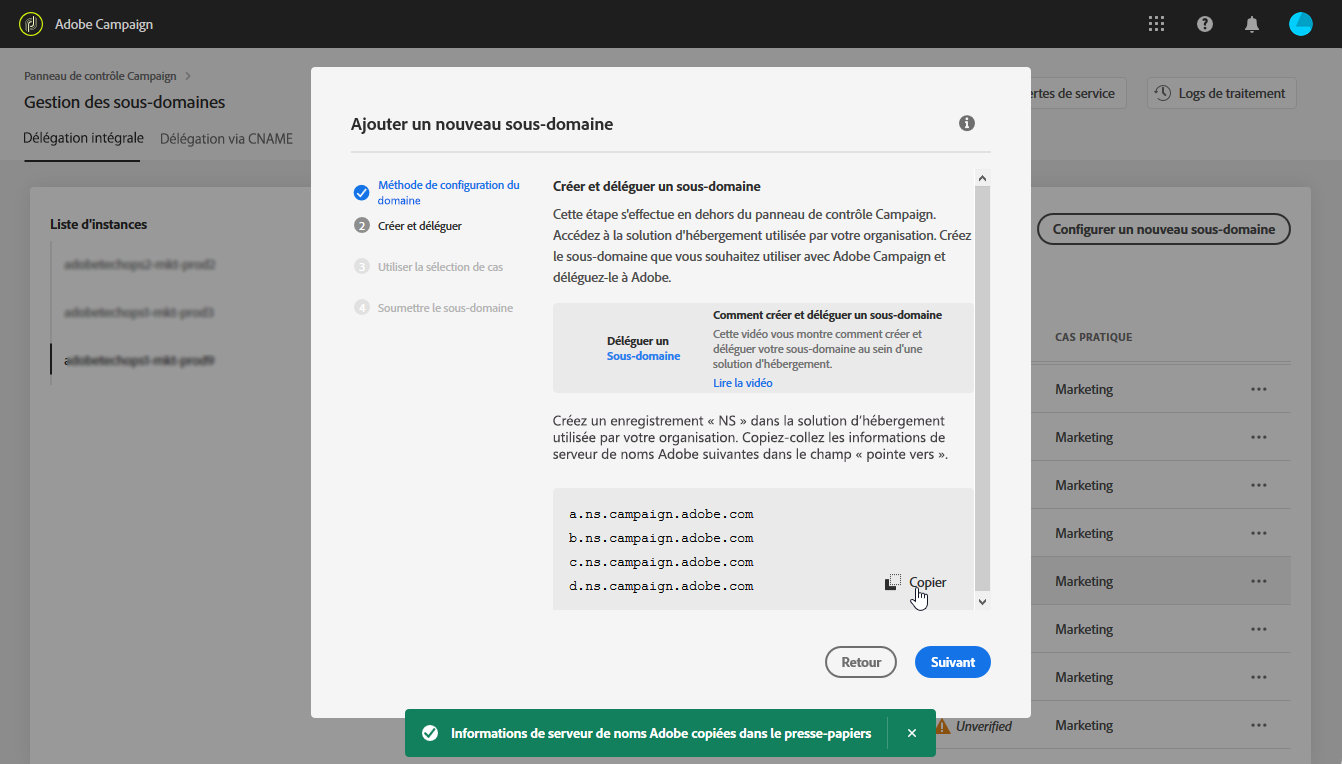 Adobe Campaign
Panneau de contrôle Campaign
Gestion des sous-domaines
ertes de service
Logs de traitement
Délégation intégrale
Délégation via CNAME
Liste d'instances
adobetechops2-mkt-prod2
adobetechops1-mkt-prod3
adobetechops1-mkt-prod9
Configurer un nouveau sous-domaine
CAS PRATIQUE
Marketing
Marketing
Marketing
Marketing
Marketing
Marketing
Marketing
Unverified
Marketing
Ajouter un nouveau sous-domaine
Méthode de configuration du
domaine
2 Créer et déléguer
3 Utiliser la sélection de cas
4 Soumettre le sous-domaine
Créer et déléguer un sous-domaine
Cette étape s'effectue en dehors du panneau de contrôle Campaign.
Accédez à la solution d'hébergement utilisée par votre organisation. Créez
le sous-domaine que vous souhaitez utiliser avec Adobe Campaign et
déléguez-le à Adobe.
Déléguer un
Sous-domaine
Comment créer et déléguer un sous-domaine
Cette vidéo vous montre comment créer et
déléguer votre sous-domaine au sein d'une
solution d'hébergement.
Lire la vidéo
Créez un enregistrement « NS » dans la solution d’hébergement
utilisée par votre organisation. Copiez-collez les informations de
serveur de noms Adobe suivantes dans le champ « pointe vers ».
a.ns.campaign.adobe.com
b.ns.campaign.adobe.com
c.ns.campaign.adobe.com
d.ns.campaign.adobe.com
Copier
Retour
Suivant
Informations de serveur de noms Adobe copiées dans le presse-papiers